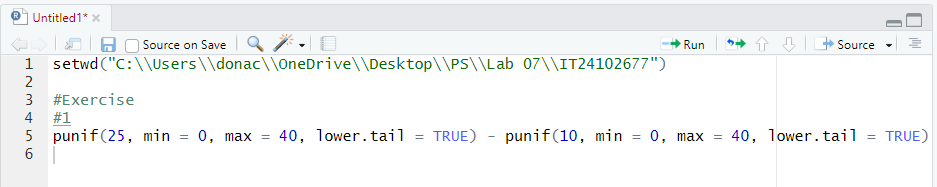 Untitled1*
Source on Save
Run
Source
1 setwd("C:\\Users\\donac\\OneDrive\\Desktop\\PS\\Lab 07\\IT24102677")
2
3 #Exercise
4 #1
5 punif(25, min = 0, max = 40, lower.tail = TRUE) - punif(10, min = 0, max = 40, lower.tail = TRUE)
6